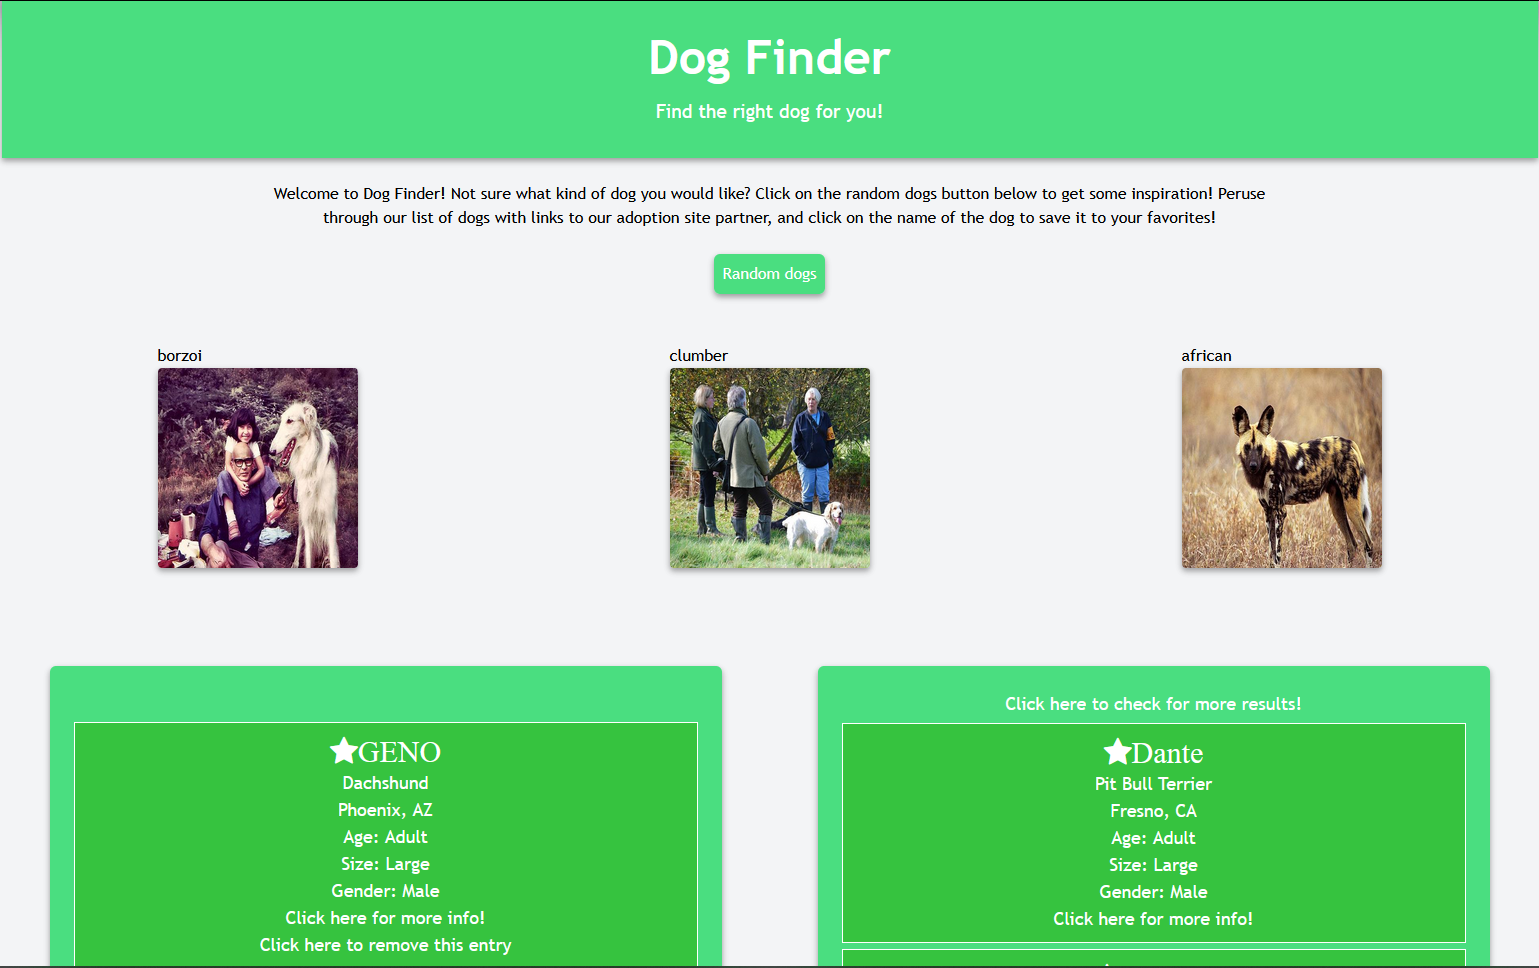 Dog Finder
Find the right dog for you!
Welcome to Dog Finder! Not sure what kind of dog you would like? Click on the random dogs button below to get some inspiration! Peruse
through our list of dogs with links to our adoption site partner, and click on the name of the dog to save it to your favorites!
Random dogs
borzoi
clumber
african
GENO
Dachshund
Phoenix, AZ
Age: Adult
Size: Large
Gender: Male
Click here for more info!
Click here to remove this entry
Click here to check for more results!
Dante
Pit Bull Terrier
Fresno, CA
Age: Adult
Size: Large
Gender: Male
Click here for more info!